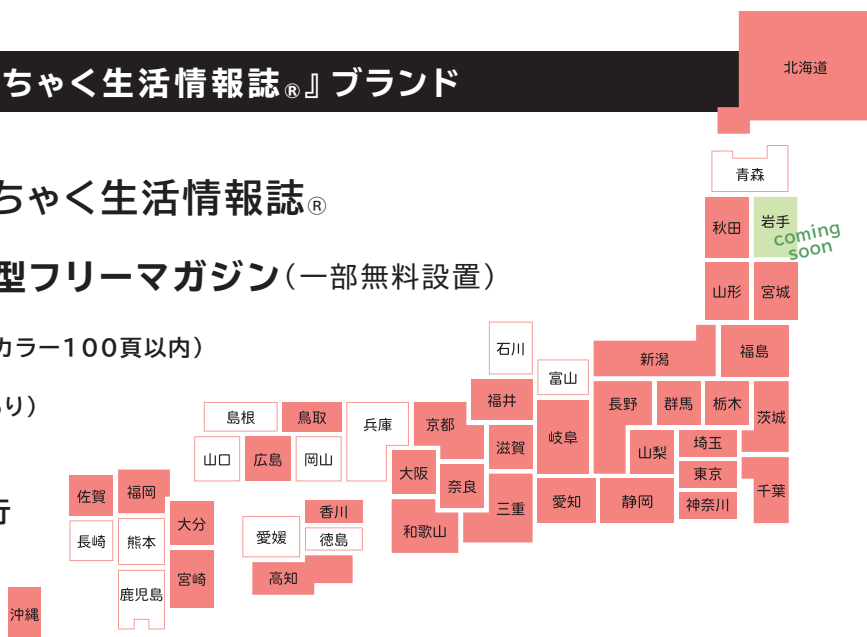 ちゃく生活情報誌®』ブランド
ちゃく生活情報誌®
型フリーマガジン(一部無料設置)
カラー100頁以内)
り)
行
北海道
青森
秋田
岩手
coming
soon
山形
宮城
石川
新潟
福島
富山
福井
長野
群馬
栃木
茨城
島根
鳥取
兵庫
京都
滋賀
岐阜
山梨
埼玉
山口
広島
岡山
大阪
奈良
東京
千葉
佐賀
福岡
三重
愛知
静岡
神奈川
大分
香川
和歌山
長崎
熊本
愛媛
徳島
宮崎
高知
鹿児島
沖縄